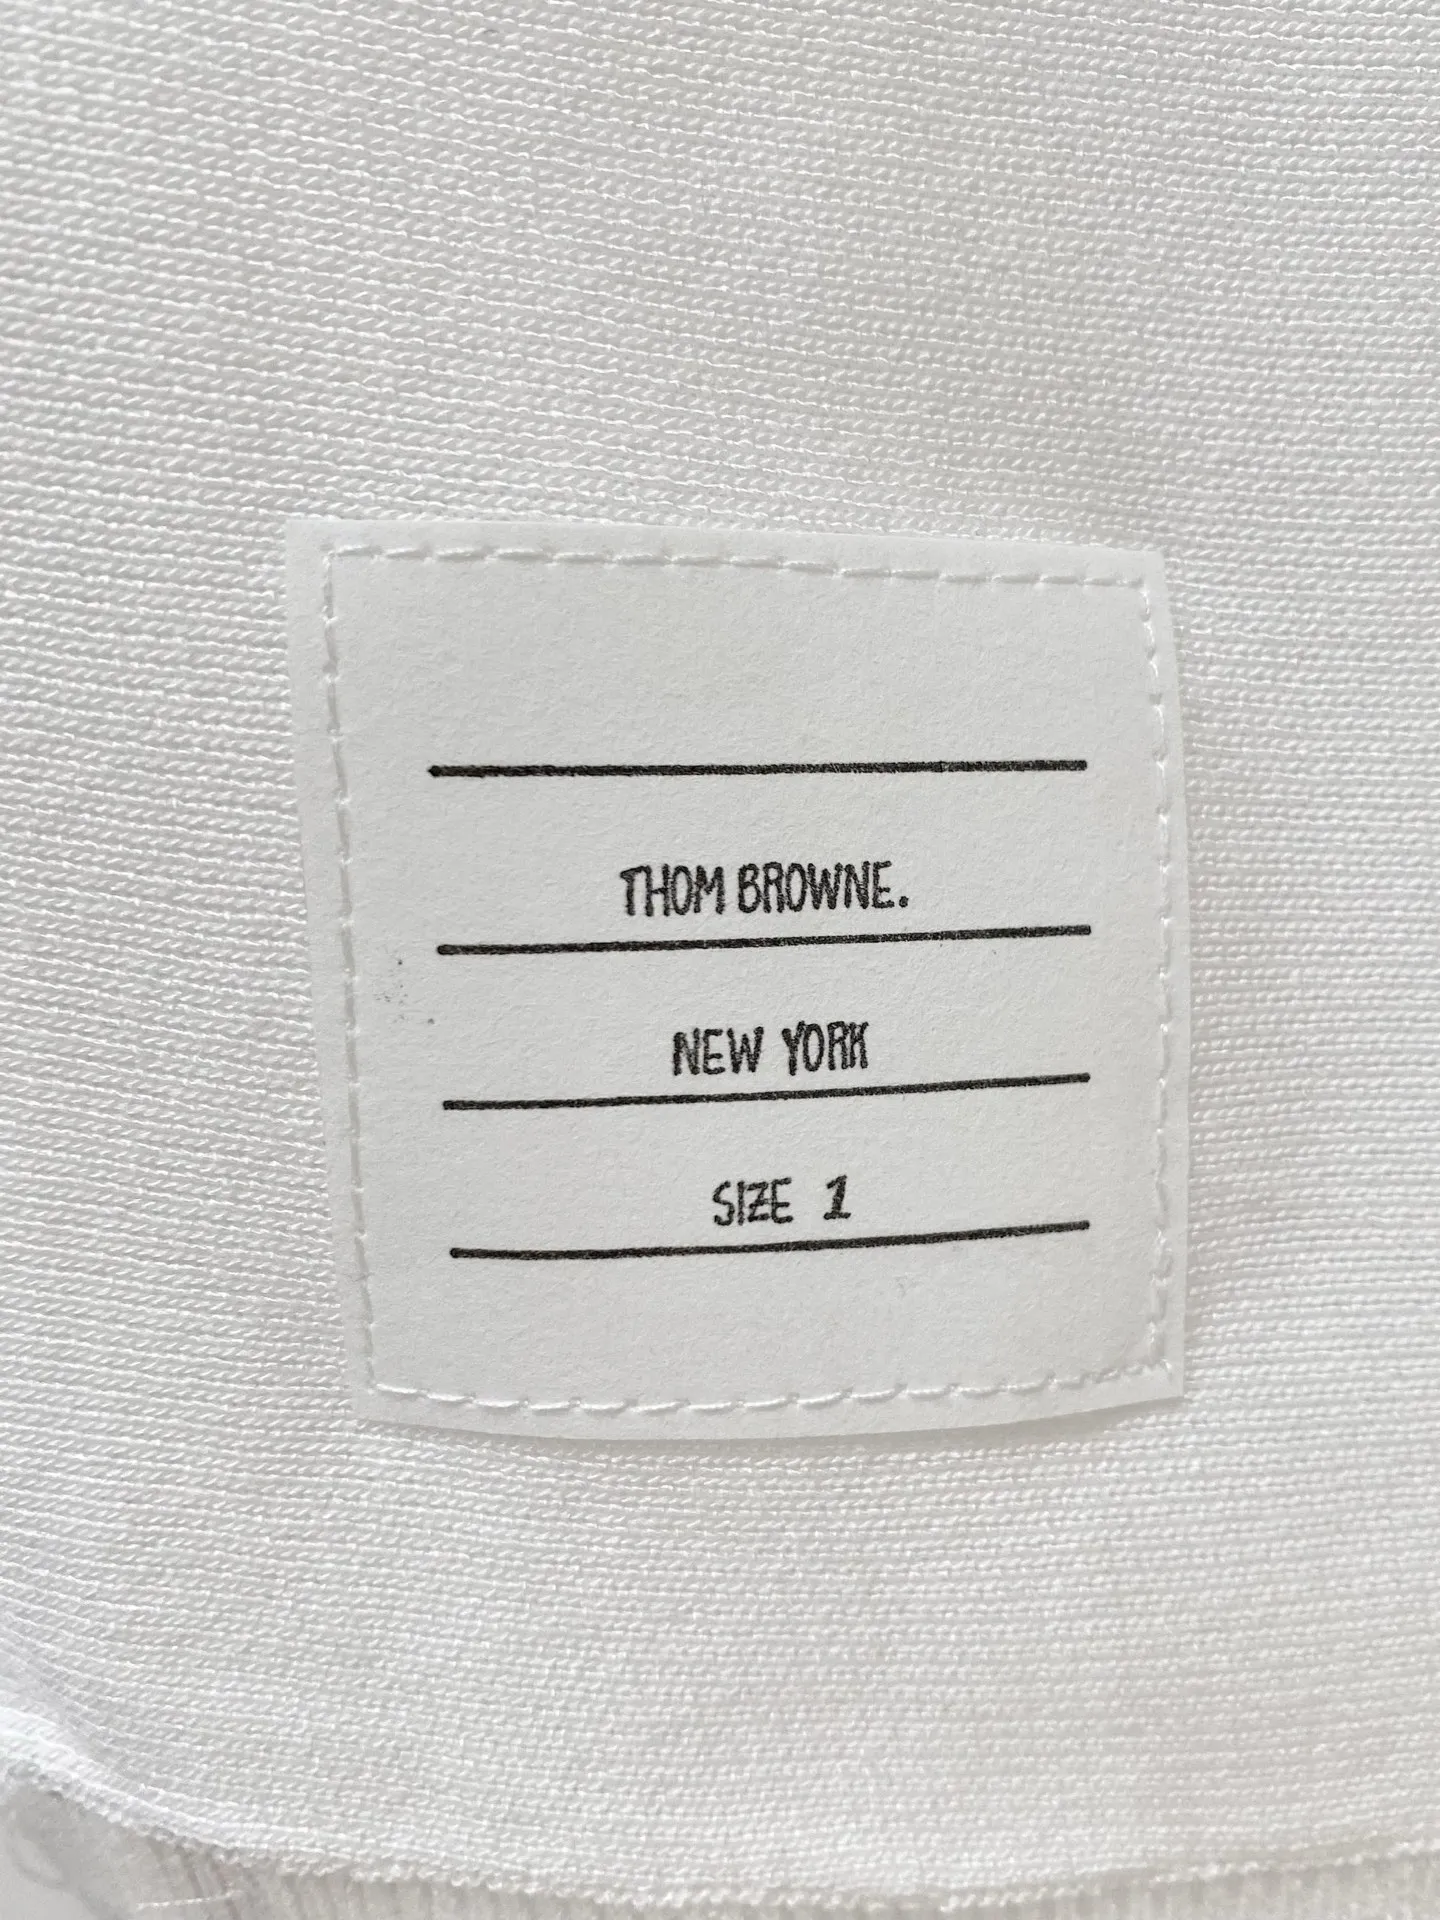 THOM BROWNE.
NEW YORK
SIZE 1